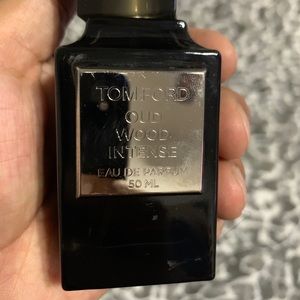 TOM FORD
OUD
WOOD
INTENSE
EAU DE PARFUM
50 ML